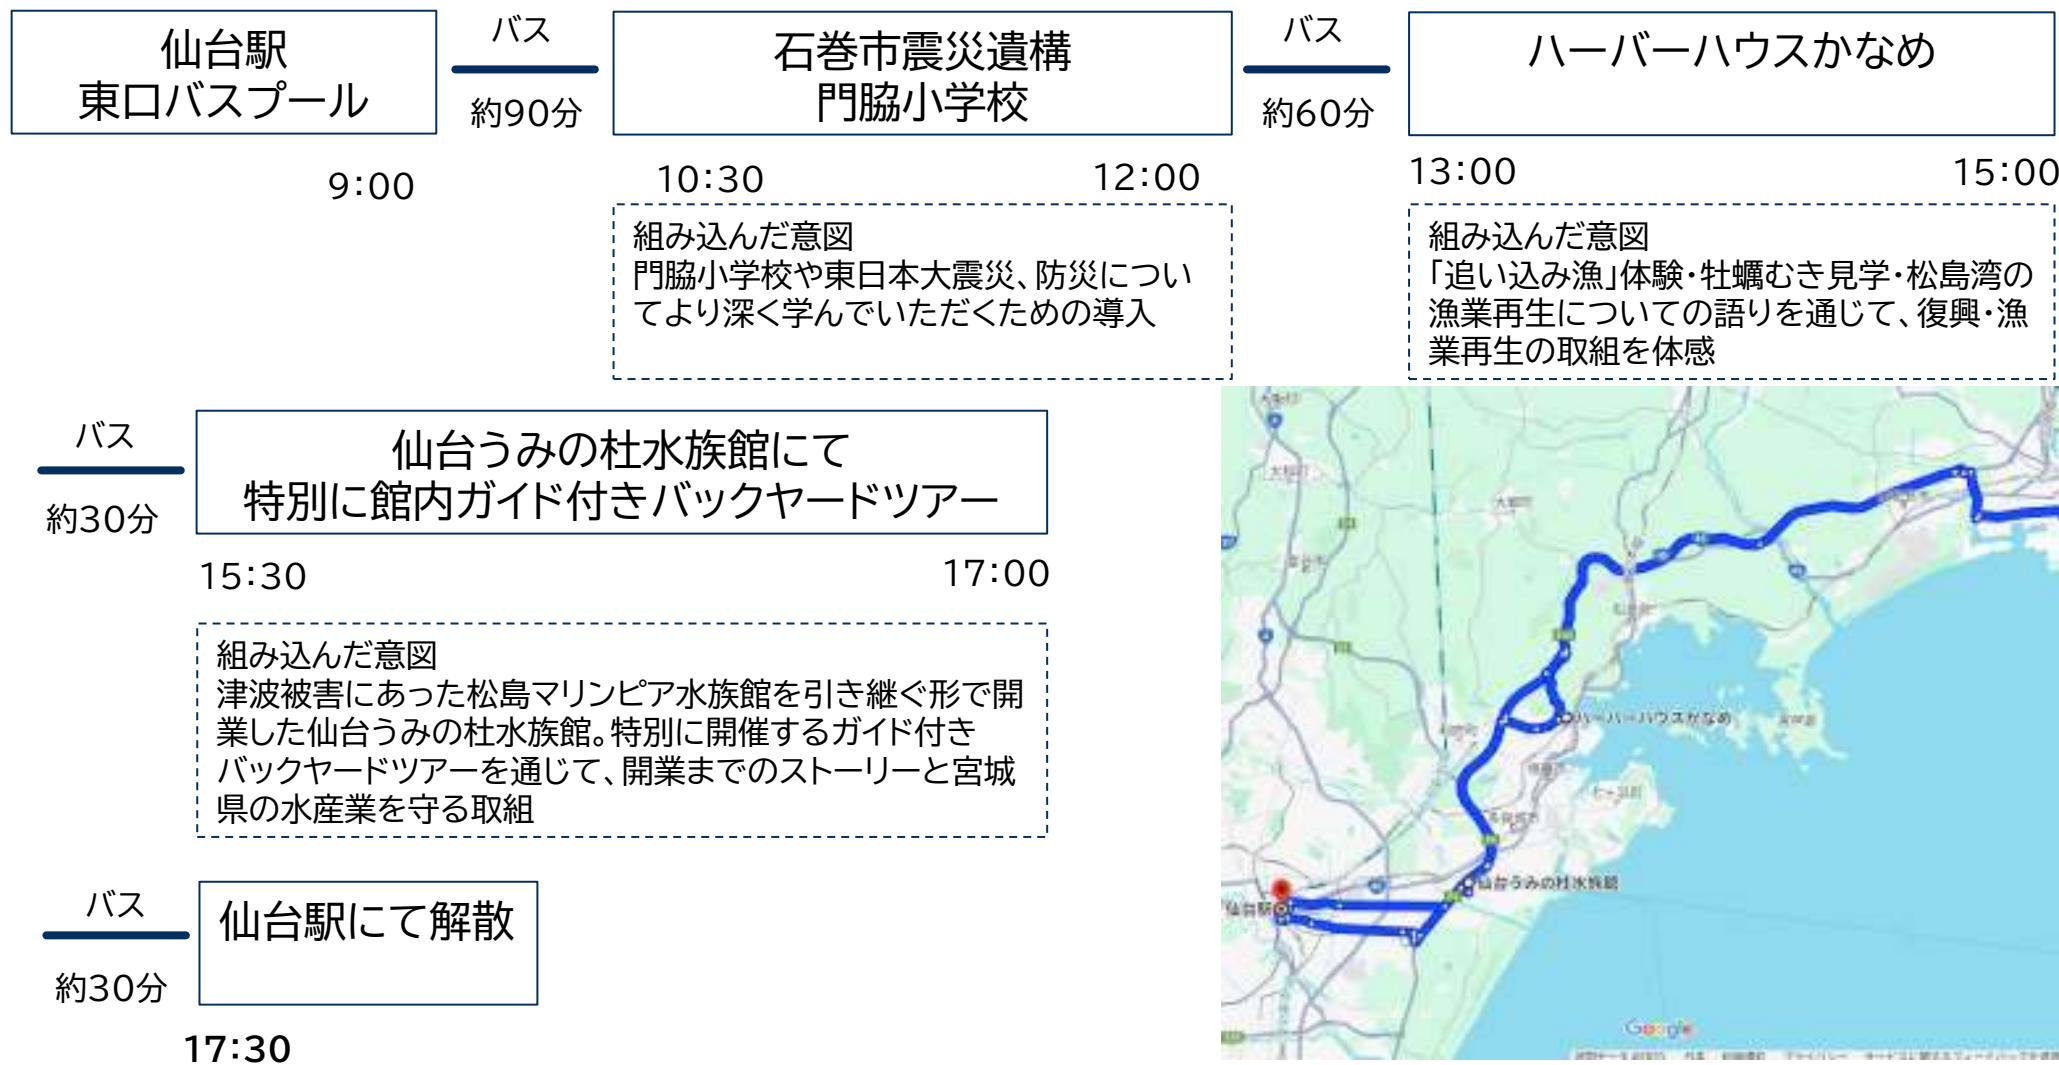 仙台駅
東口バスプール
バス
約90分
石巻市震災遺構
門脇小学校
バス
約60分
ハーバーハウスかなめ
9:00
10:30
12:00
13:00
15:00
組み込んだ意図
門脇小学校や東日本大震災、防災につい
てより深く学んでいただくための導入
組み込んだ意図
「追い込み漁」体験・牡蠣むき見学・松島湾の
漁業再生についての語りを通じて、復興・漁
業再生の取組を体感
バス
約30分
仙台うみの杜水族館にて
特別に館内ガイド付きバックヤードツアー
15:30
17:00
組み込んだ意図
津波被害にあった松島マリンピア水族館を引き継ぐ形で開
業した仙台うみの杜水族館。特別に開催するガイド付き
バックヤードツアーを通じて、開業までのストーリーと宮城
県の水産業を守る取組
バス
約30分
仙台駅にて解散
17:30
ハーバーハウスかなめ
七ヶ浜町
仙台うみの杜水族館
仙台駅
Google